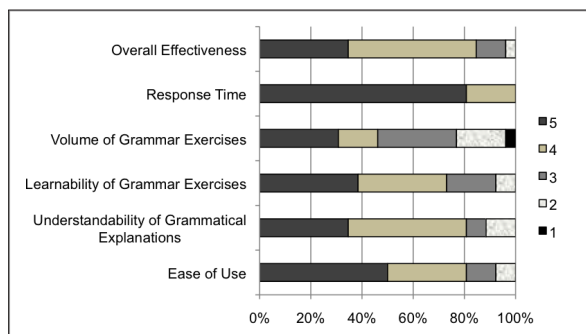 Overall Effectiveness
Response Time
Volume of Grammar Exercises
Learnability of Grammar Exercises
Understandability of Grammatical
Explanations
Ease of Use
0% 20% 40% 60% 80% 100%
5
4
3
2
1